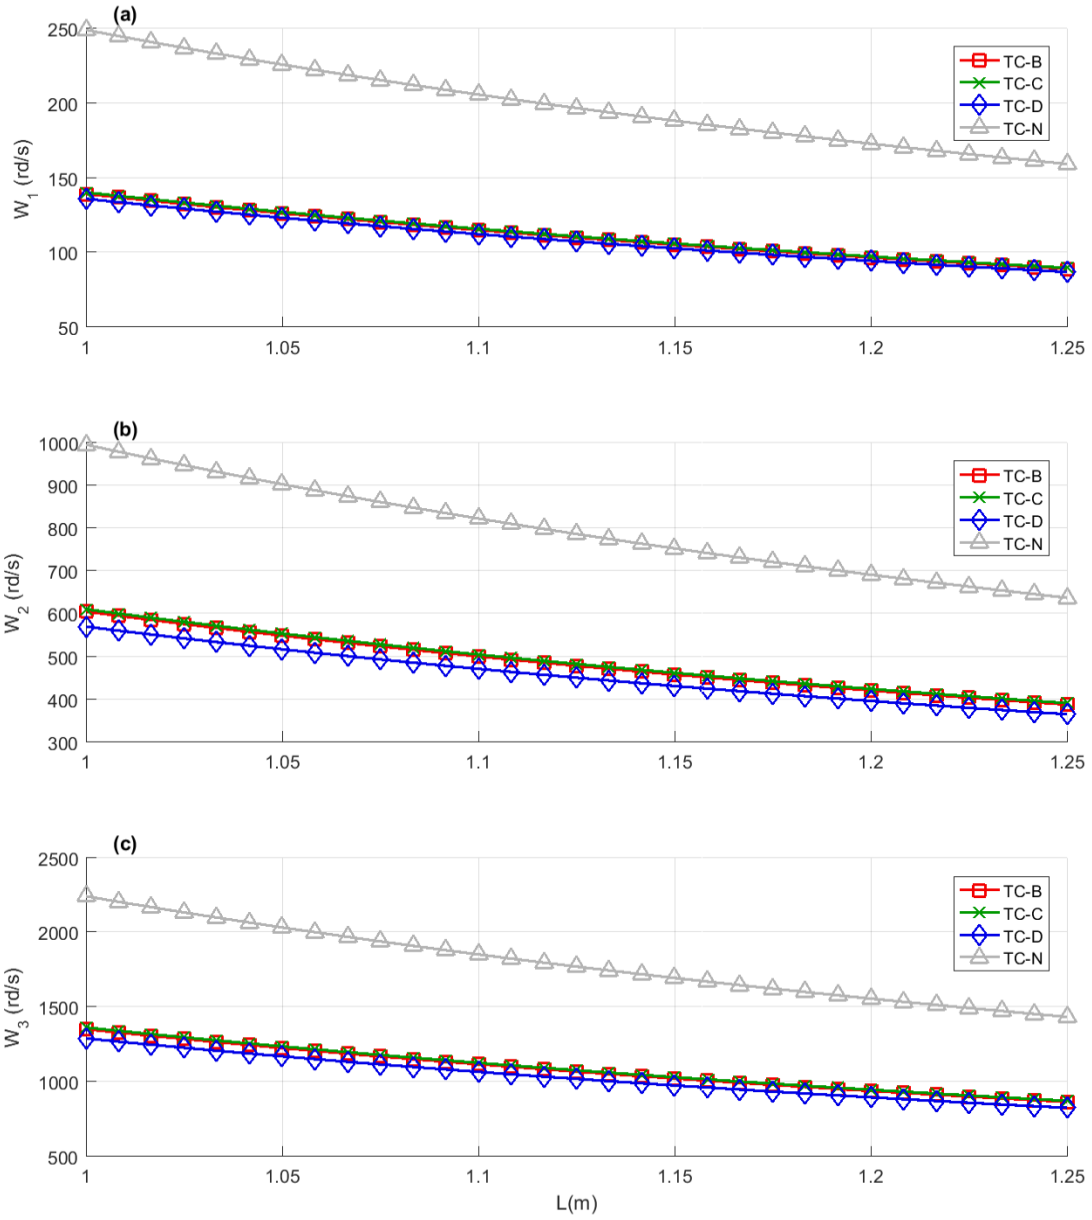 (a)
250
200
150
100
50
W1 (rd/s)
TC-B
TC-C
TC-D
TC-N
1 1.05 1.1 1.15 1.2 1.25
(b)
1000
900
800
700
600
500
400
300
W2 (rd/s)
TC-B
TC-C
TC-D
TC-N
1 1.05 1.1 1.15 1.2 1.25
(c)
2500
2000
1500
1000
500
W3 (rd/s)
TC-B
TC-C
TC-D
TC-N
1 1.05 1.1 1.15 1.2 1.25
L(m)